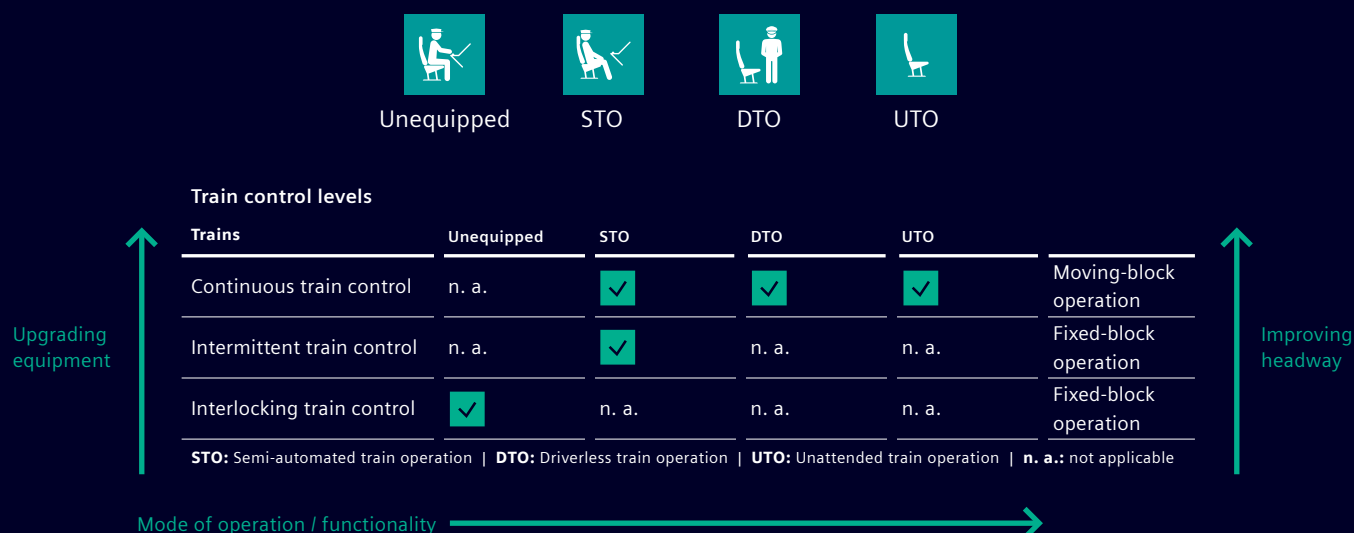 Unequipped STO DTO UTO
Train control levels
Trains Unequipped STO DTO UTO
Continuous train control n. a. Moving-block
operation
Upgrading
equipment
Intermittent train control n. a. n. a. n. a. Fixed-block
operation
Improving
headway
Interlocking train control n. a. n. a. n. a. Fixed-block
operation
STO: Semi-automated train operation | DTO: Driverless train operation | UTO: Unattended train operation | n. a.: not applicable
Mode of operation / functionality